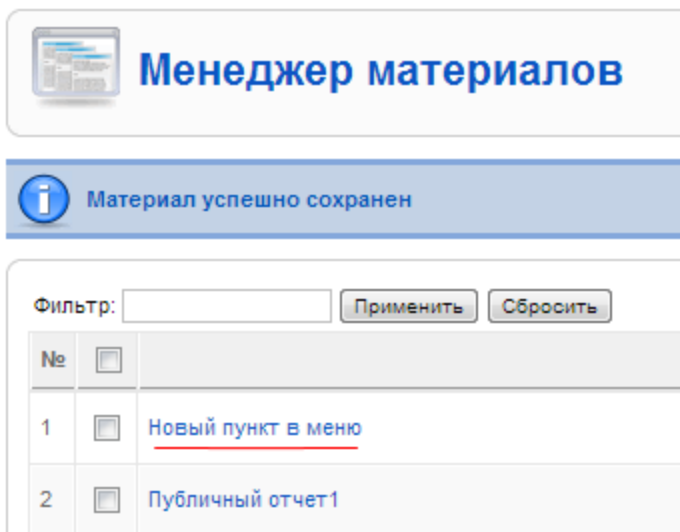 Менеджер материалов
Материал успешно сохранен
Фильтр: Применить Сбросить
№
1 Новый пункт в меню
2 Публичный отчет1